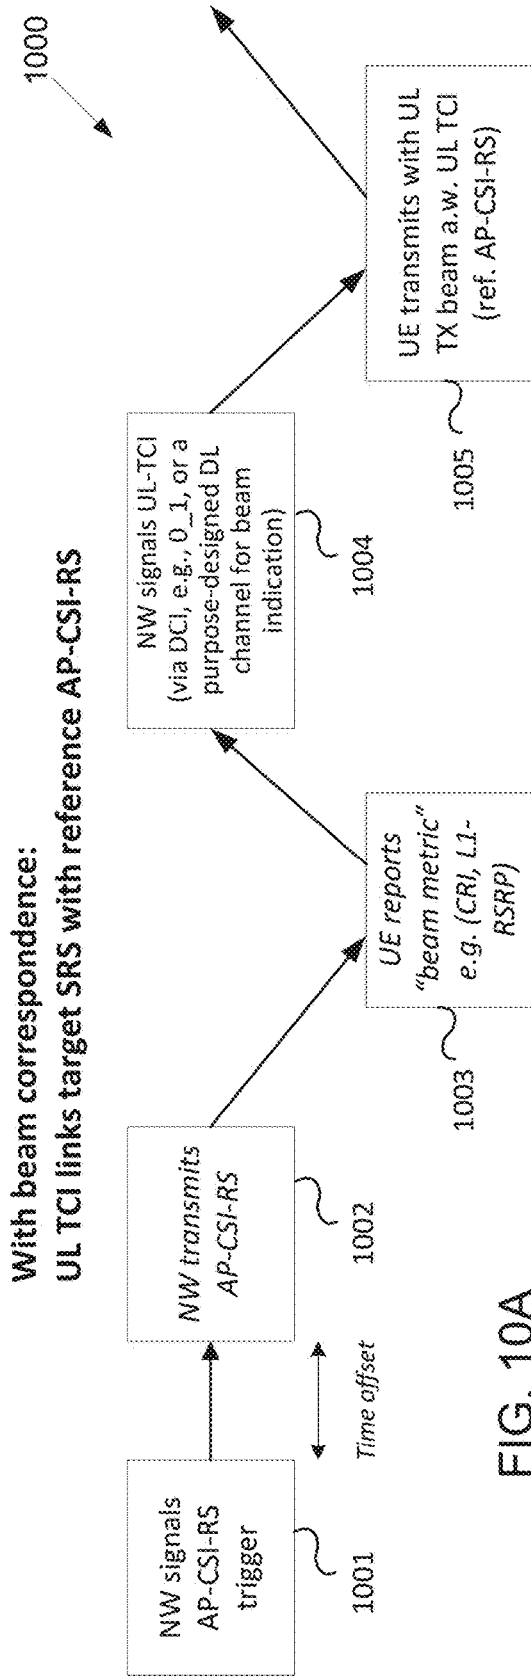 1000
With beam correspondence:
UL TCI links target SRS with reference AP-CSI-RS
NW signals
AP-CSI-RS
trigger
1001
Time offset
NW transmits
AP-CSI-RS
1002
UE reports
“beam metric”
e.g. (CRI, L1-
RSRP)
1003
NW signals UL-TCI
(via DCI, e.g., 0_1, or a
purpose-designed DL
channel for beam
indication)
1004
UE transmits with UL
TX beam a.w. UL TCI
(ref. AP-CSI-RS)
1005
FIG. 10A